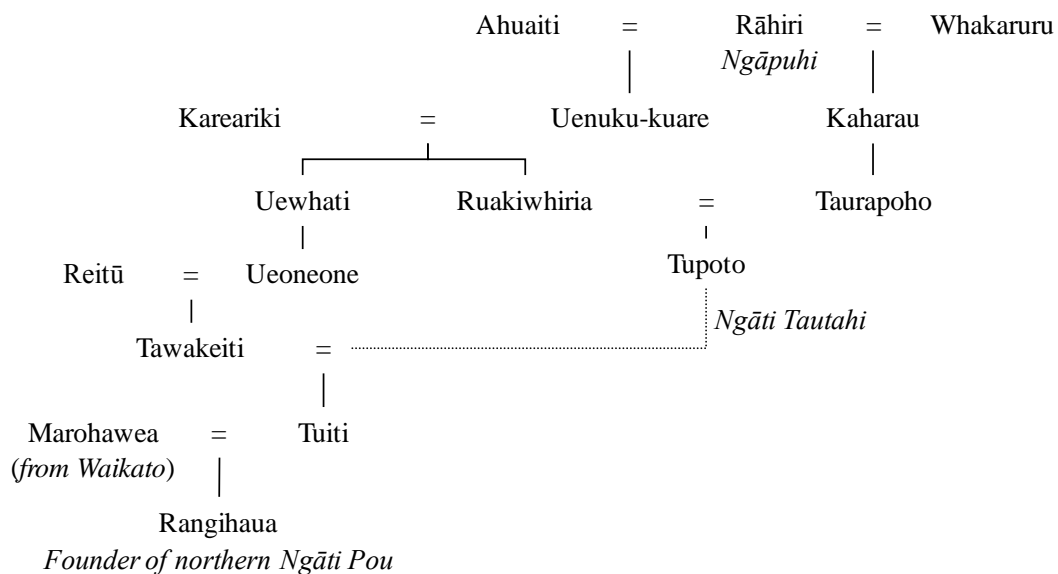 Ahuaiti = Rāhiri = Whakaruru
Ngāpuhi
Kareariki = Uenuku-kuare Kaharau
Uewhati Ruakiwhiria = Taurapoho
Reitū = Ueoneone Tupoto
Ngāti Tautahi
Tawakeiti =
Marohawea = Tuiti
(from Waikato)
Rangihaua
Founder of northern Ngāti Pou